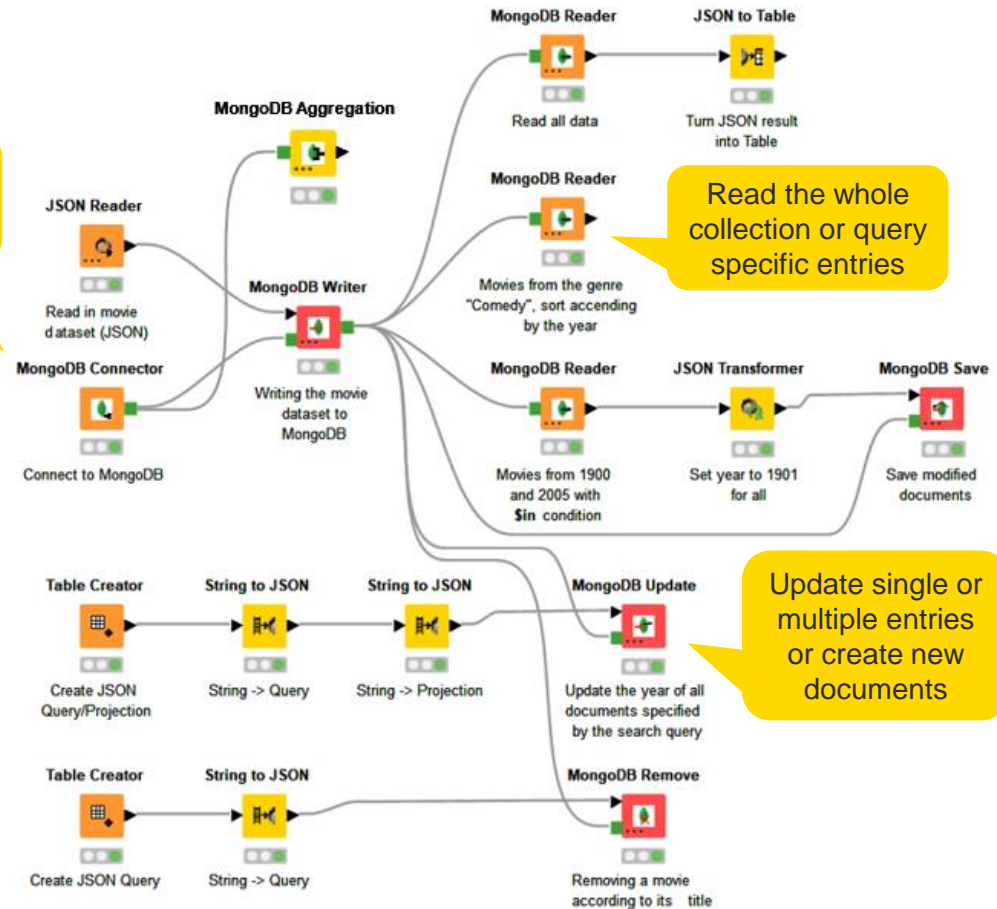 MongoDB Reader
JSON to Table
Read all data
Turn JSON result
into Table
MongoDB Aggregation
MongoDB Reader
Movies from the genre
"Comedy", sort accending
by the year
Read the whole
collection or query
specific entries
JSON Reader
Read in movie
dataset (JSON)
MongoDB Writer
Writing the movie
dataset to
MongoDB
MongoDB Connector
Connect to MongoDB
MongoDB Reader
Movies from 1900
and 2005 with
$in condition
JSON Transformer
Set year to 1901
for all
MongoDB Save
Save modified
documents
Table Creator
Create JSON
Query/Projection
String to JSON
String -> Query
String to JSON
String -> Projection
MongoDB Update
Update the year of all
documents specified
by the search query
Update single or
multiple entries
or create new
documents
Table Creator
Create JSON Query
String to JSON
String -> Query
MongoDB Remove
Removing a movie
according to its title